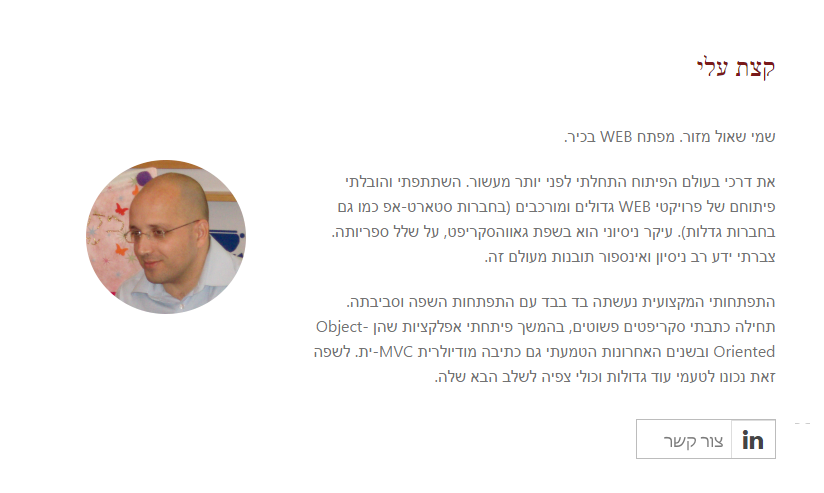 קצת עלי
שמי שאול מזור. מפתח WEB בכיר.
את דרכי בעולם הפיתוח התחלתי לפני יותר מעשור. השתתפתי והובלתי
פיתוחם של פרויקטי WEB גדולים ומורכבים (בחברות סטארט-אפ כמו גם
בחברות גדלות). עיקר ניסיוני הוא בשפת גאווהסקריפט, על שלל ספריותה.
צברתי ידע רב ניסיון ואינספור תובנות מעולם זה.
התפתחותי המקצועית נעשתה בד בבד עם התפתחות השפה וסביבתה.
תחילה כתבתי סקריפטים פשוטים, בהמשך פיתחתי אפלקציות שהן Object-
Oriented ובשנים האחרונות הטמעתי גם כתיבה מודיולרית MVC-ית. לשפה
זאת נכונו לטעמי עוד גדולות וכולי צפיה לשלב הבא שלה.
in צור קשר